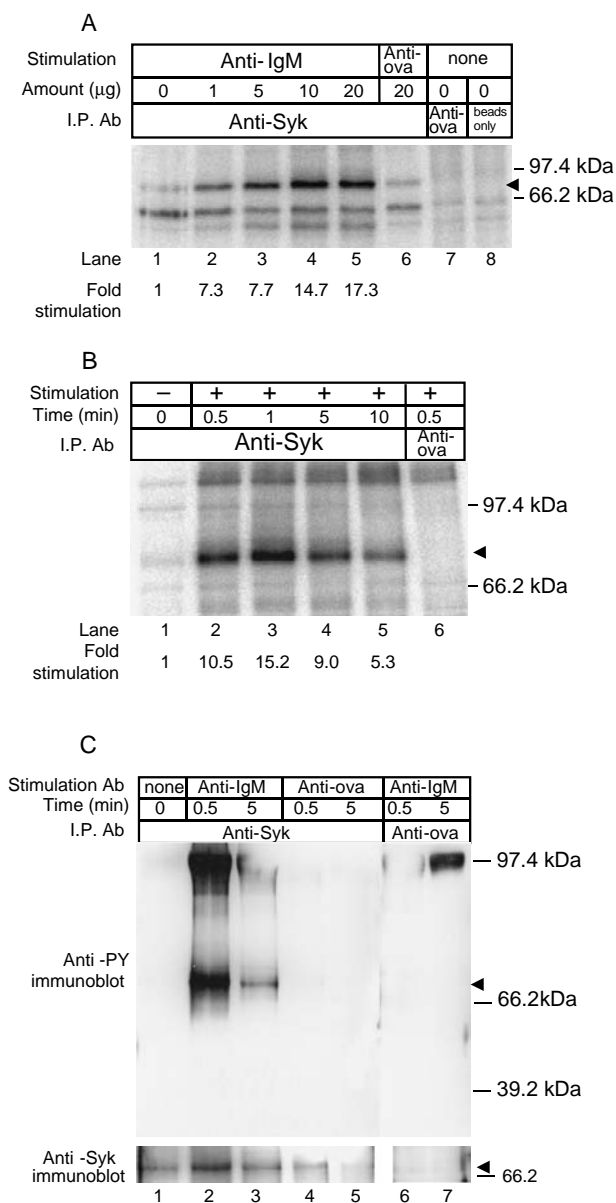 A
Stimulation Anti-IgM Anti-ova none
Amount (μg) 0 1 5 10 20 20 0 0
I.P. Ab Anti-Syk Anti-ova beads only
97.4 kDa
66.2 kDa
Lane 1 2 3 4 5 6 7 8
Fold stimulation 1 7.3 7.7 14.7 17.3
B
Stimulation – + + + + +
Time (min) 0 0.5 1 5 10 0.5
I.P. Ab Anti-Syk Anti-ova
97.4 kDa
66.2 kDa
Lane 1 2 3 4 5 6
Fold stimulation 1 10.5 15.2 9.0 5.3
C
Stimulation Ab none Anti-IgM Anti-ova Anti-IgM
Time (min) 0 0.5 5 0.5 5 0.5 5
I.P. Ab Anti-Syk Anti-ova
97.4 kDa
Anti -PY immunoblot
66.2kDa
39.2 kDa
Anti -Syk immunoblot
66.2
1 2 3 4 5 6 7